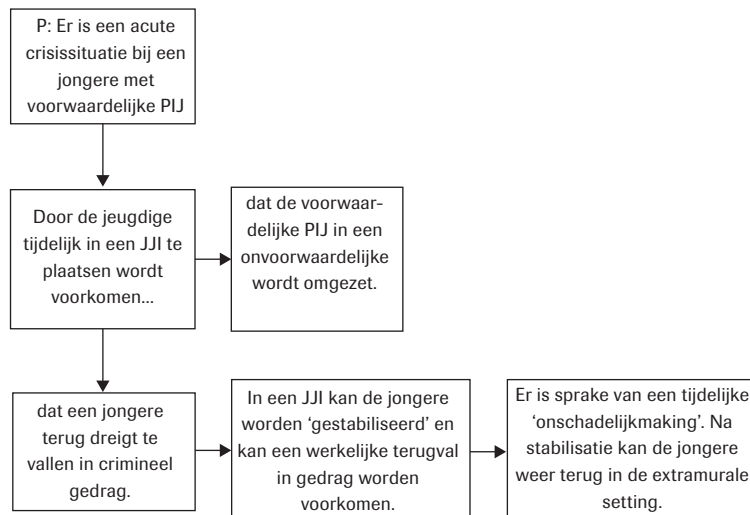 P: Er is een acute
crisissituatie bij een
jongere met
voorwaardelijke PIJ
Door de jeugdige
tijdelijk in een JJI te
plaatsen wordt
voorkomen...
dat de voorwaar-
delijke PIJ in een
onvoorwaardelijke
wordt omgezet.
dat een jongere
terug dreigt te
vallen in crimineel
gedrag.
In een JJI kan de jongere
worden ‘gestabiliseerd’ en
kan een werkelijke terugval
in gedrag worden
voorkomen.
Er is sprake van een tijdelijke
‘onschadelijkmaking’. Na
stabilisatie kan de jongere
weer terug in de extramurale
setting.